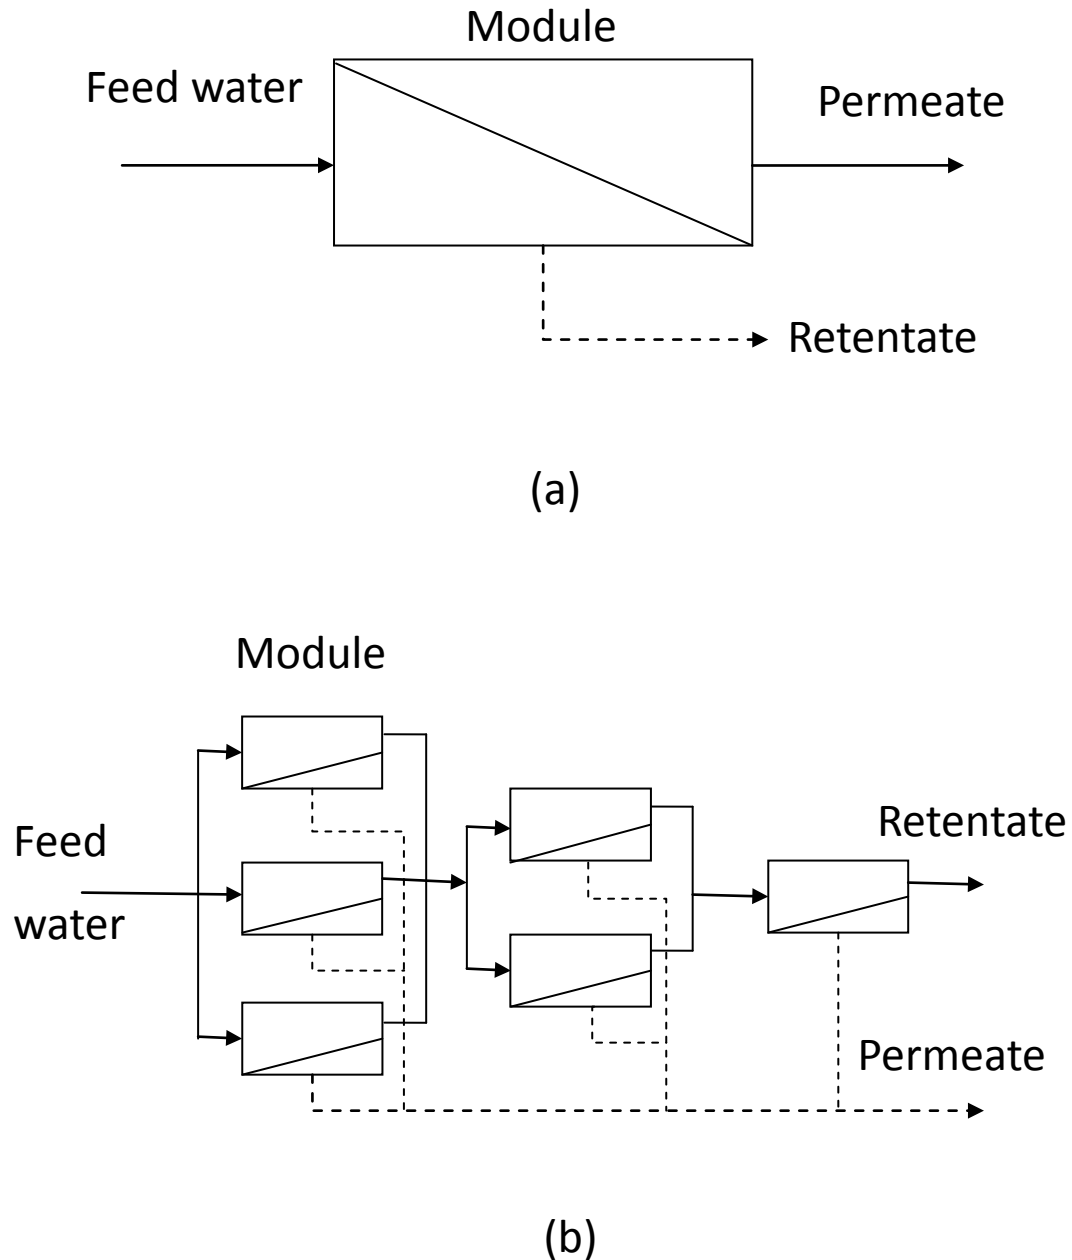 Module
Feed water
Permeate
Retentate
(a)
Module
Feed
water
Retentate
Permeate
(b)